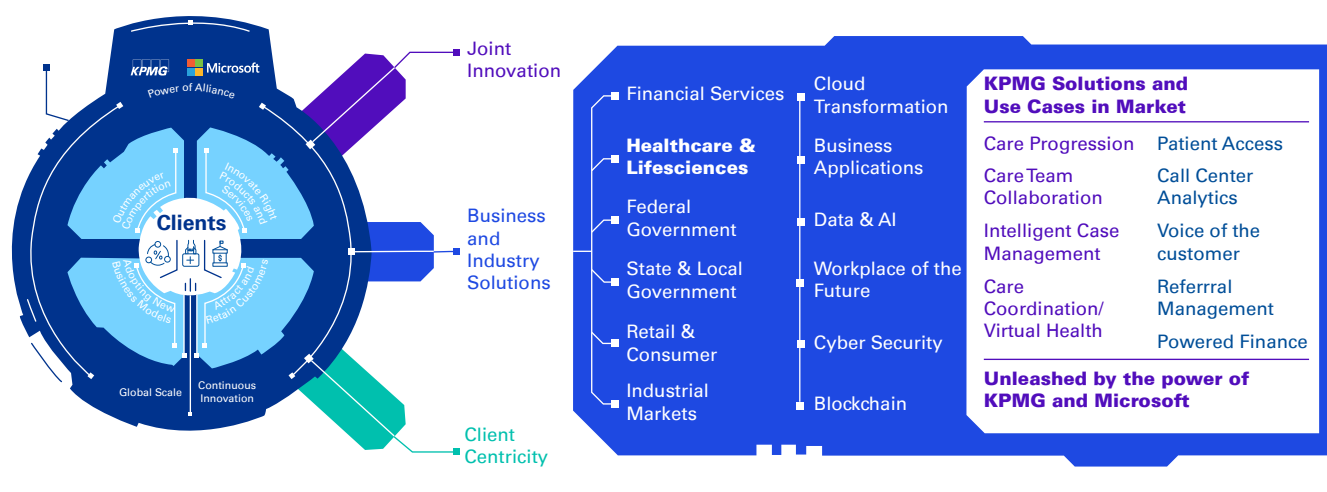 KPMG
Microsoft
Power of Alliance
Outmaneuver
Compertition
Innovate Right
Products and
Services
Clients
%
$
Adopting New
Business Models
Attract and
Retain Customers
Global Scale
Continuous
Innovation
Joint
Innovation
Business
and
Industry
Solutions
Client
Centricity
Financial Services
Healthcare &
Lifesciences
Federal
Government
State & Local
Government
Retail &
Consumer
Industrial
Markets
Cloud
Transformation
Business
Applications
Data & AI
Workplace of the
Future
Cyber Security
Blockchain
KPMG Solutions and
Use Cases in Market
Care Progression
Care Team
Collaboration
Intelligent Case
Management
Care
Coordination/
Virtual Health
Patient Access
Call Center
Analytics
Voice of the
customer
Referrral
Management
Powered Finance
Unleashed by the power of
KPMG and Microsoft